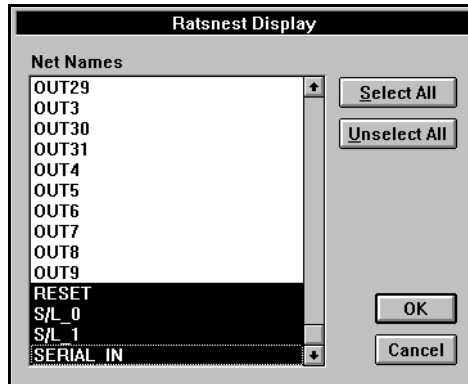 Ratsnest Display
Net Names
OUT29
OUT3
OUT30
OUT31
OUT4
OUT5
OUT6
OUT7
OUT8
OUT9
RESET
S/L_0
S/L_1
SERIAL_IN
Select All
Unselect All
OK
Cancel